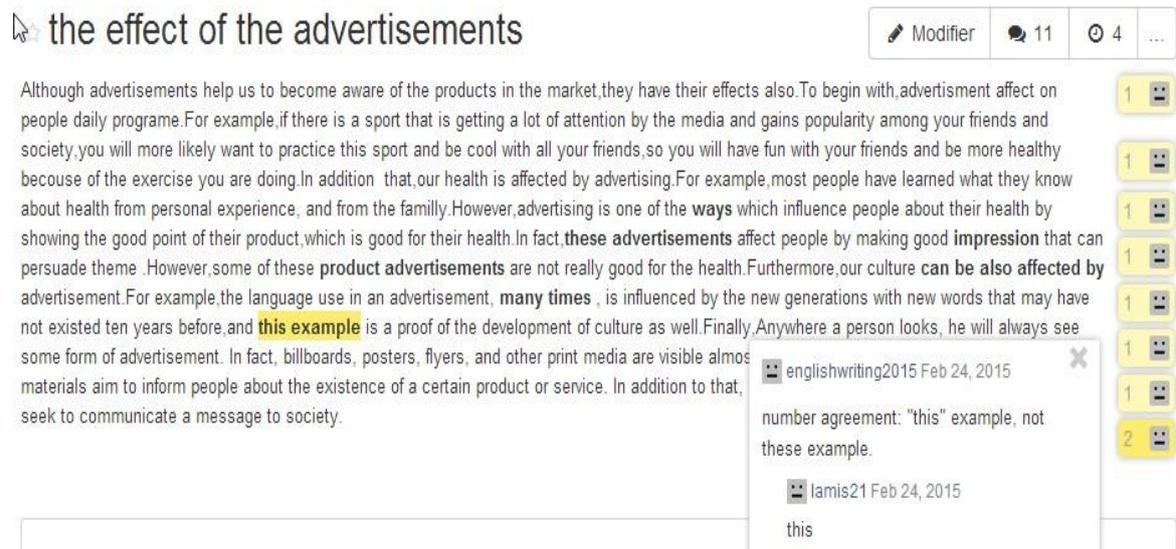 the effect of the advertisements
Modifier
11
4
...
Although advertisements help us to become aware of the products in the market,they have their effects also.To begin with,advertisment affect on
people daily programe.For example,if there is a sport that is getting a lot of attention by the media and gains popularity among your friends and
society,you will more likely want to practice this sport and be cool with all your friends,so you will have fun with your friends and be more healthy
becouse of the exercise you are doing.In addition  that,our health is affected by advertising.For example,most people have learned what they know
about health from personal experience, and from the familly.However,advertising is one of the ways which influence people about their health by
showing the good point of their product,which is good for their health.In fact,these advertisements affect people by making good impression that can
persuade theme .However,some of these product advertisements are not really good for the health.Furthermore,our culture can be also affected by
advertisement.For example,the language use in an advertisement, many times , is influenced by the new generations with new words that may have
not existed ten years before,and this example is a proof of the development of culture as well.Finally,Anywhere a person looks, he will always see
some form of advertisement. In fact, billboards, posters, flyers, and other print media are visible almos
materials aim to inform people about the existence of a certain product or service. In addition to that,
seek to communicate a message to society.
1
1
1
1
1
1
1
2
englishwriting2015 Feb 24, 2015
number agreement: "this" example, not
these example.
lamis21 Feb 24, 2015
this